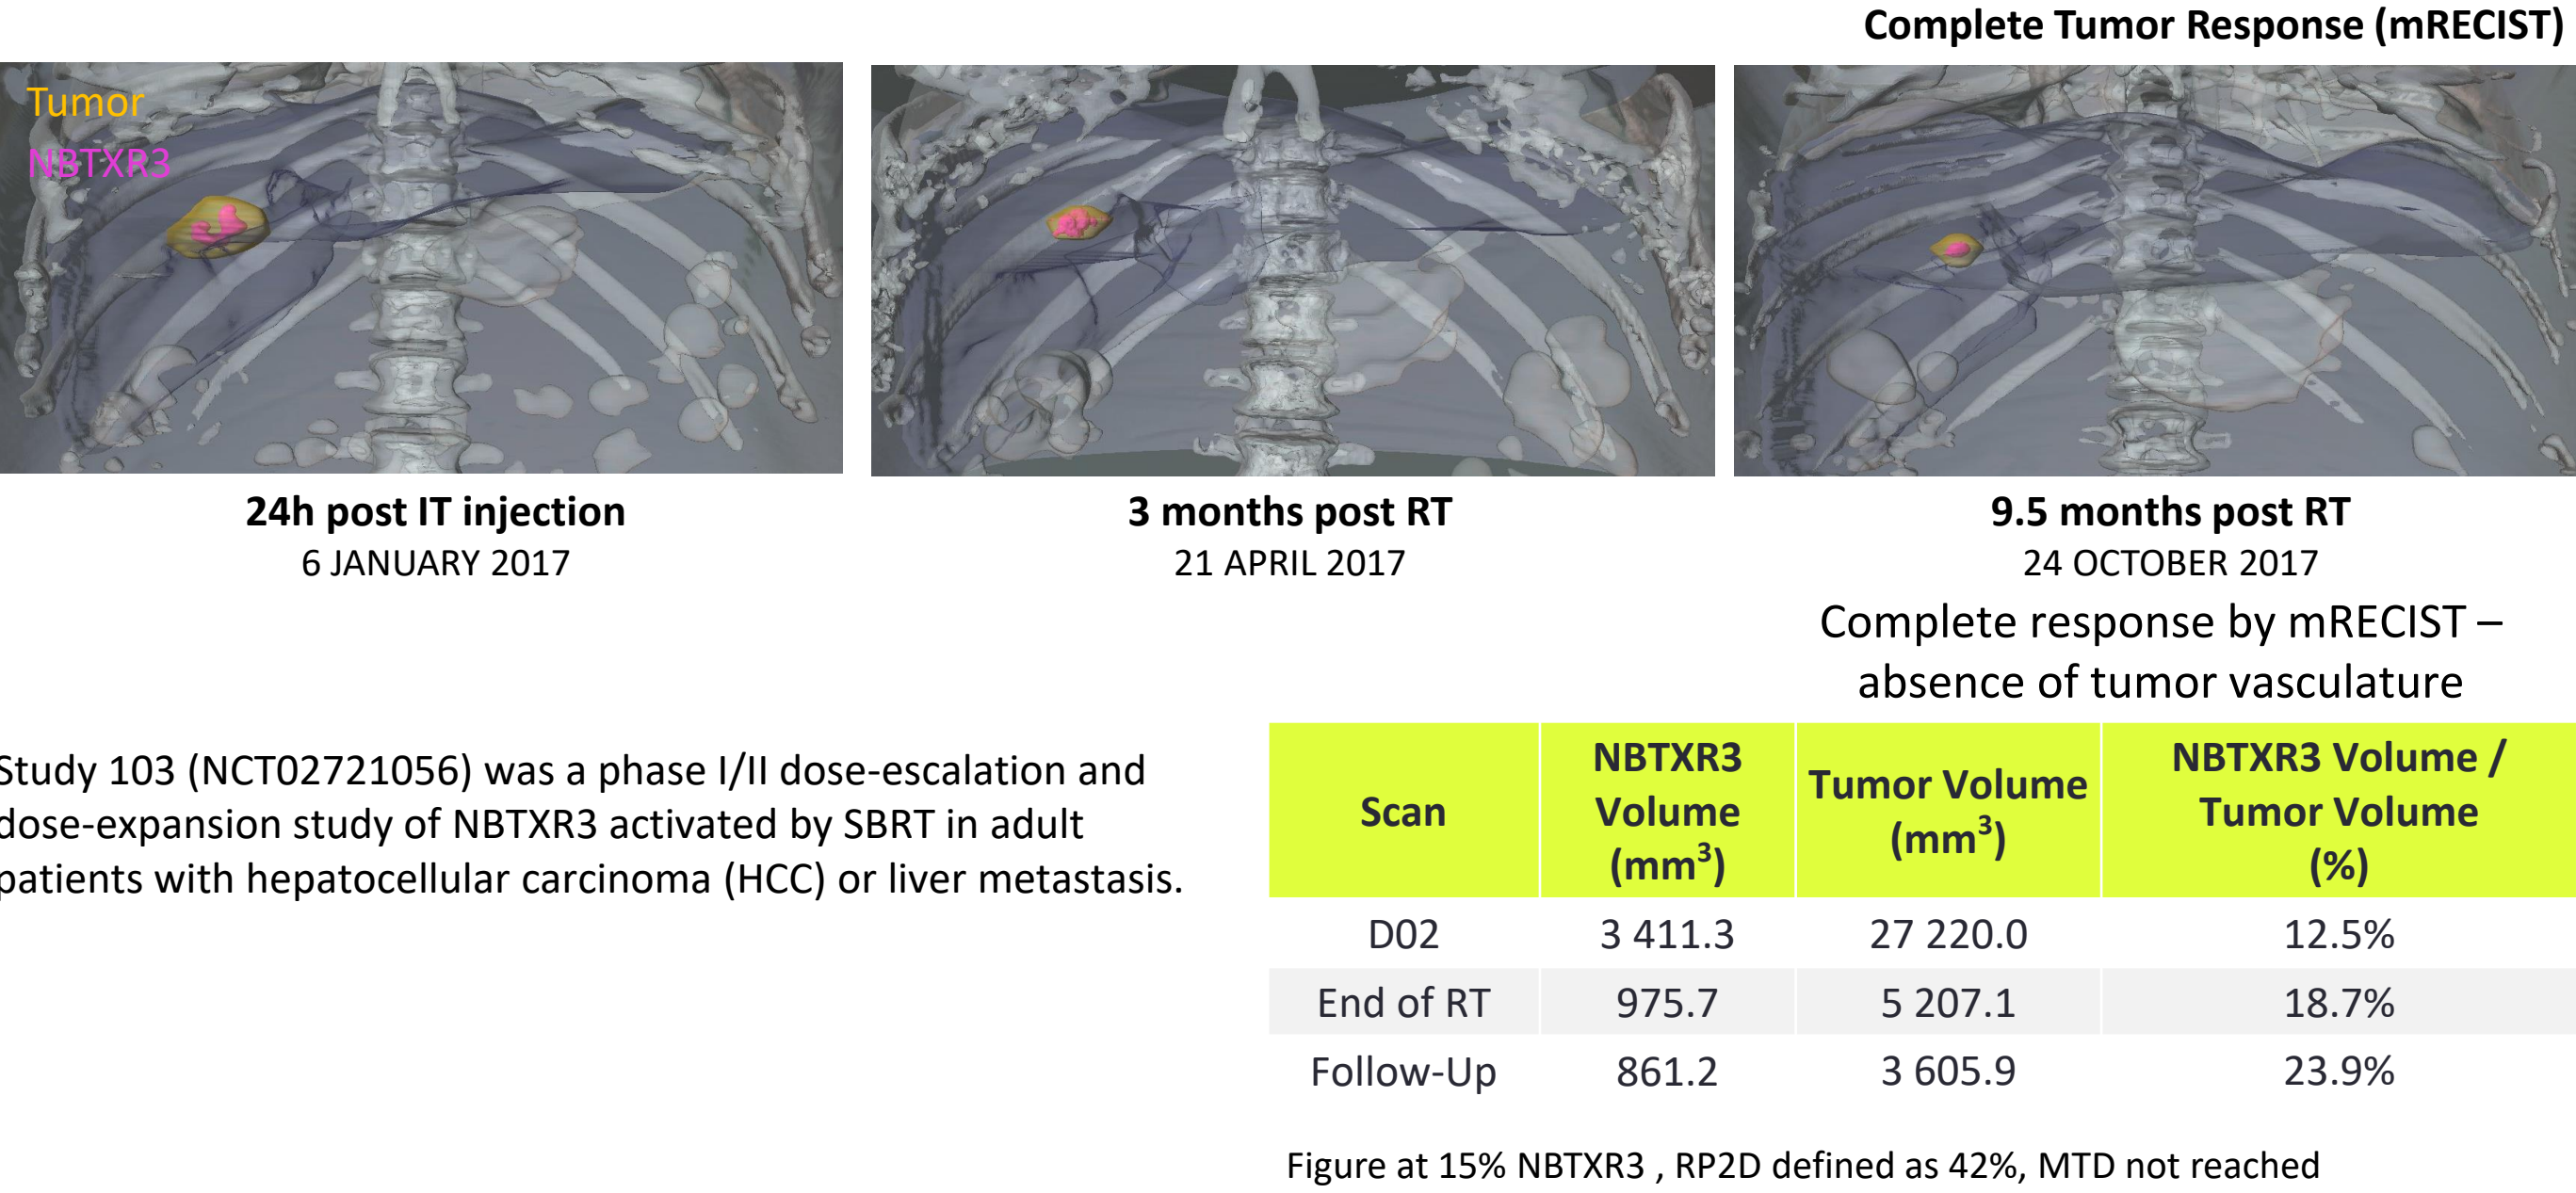 Complete Tumor Response (mRECIST)
Tumor
NBTXR3
24h post IT injection
6 JANUARY 2017
3 months post RT
21 APRIL 2017
9.5 months post RT
24 OCTOBER 2017
Complete response by mRECIST –
absence of tumor vasculature
Study 103 (NCT02721056) was a phase I/II dose-escalation and
dose-expansion study of NBTXR3 activated by SBRT in adult
patients with hepatocellular carcinoma (HCC) or liver metastasis.
Scan | NBTXR3 Volume (mm³) | Tumor Volume (mm³) | NBTXR3 Volume / Tumor Volume (%)
D02 | 3 411.3 | 27 220.0 | 12.5%
End of RT | 975.7 | 5 207.1 | 18.7%
Follow-Up | 861.2 | 3 605.9 | 23.9%
Figure at 15% NBTXR3 , RP2D defined as 42%, MTD not reached